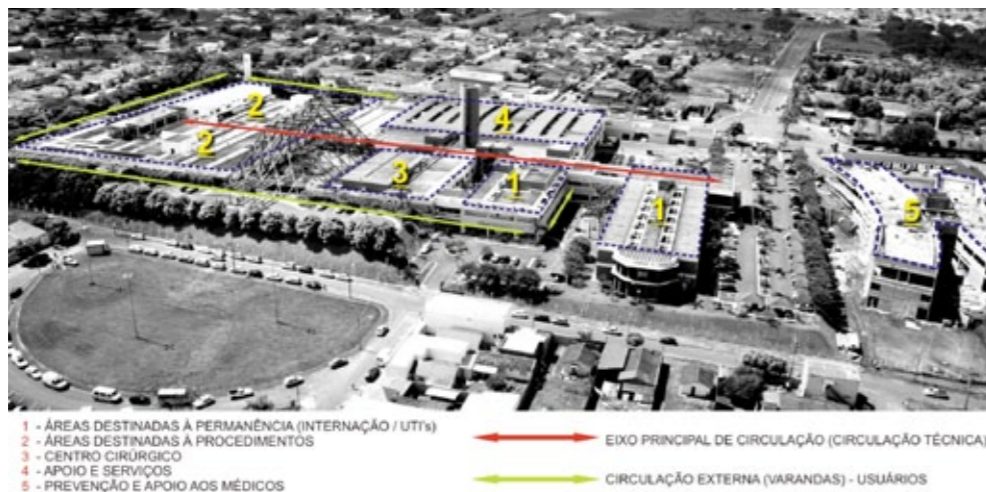 2
2
4
3
1
1
5
1 - ÁREAS DESTINADAS À PERMANÊNCIA (INTERNAÇÃO / UTI's)
2 - ÁREAS DESTINADAS À PROCEDIMENTOS
3 - CENTRO CIRÚRGICO
4 - APOIO E SERVIÇOS
5 - PREVENÇÃO E APOIO AOS MÉDICOS
EIXO PRINCIPAL DE CIRCULAÇÃO (CIRCULAÇÃO TÉCNICA)
CIRCULAÇÃO EXTERNA (VARANDAS) - USUÁRIOS